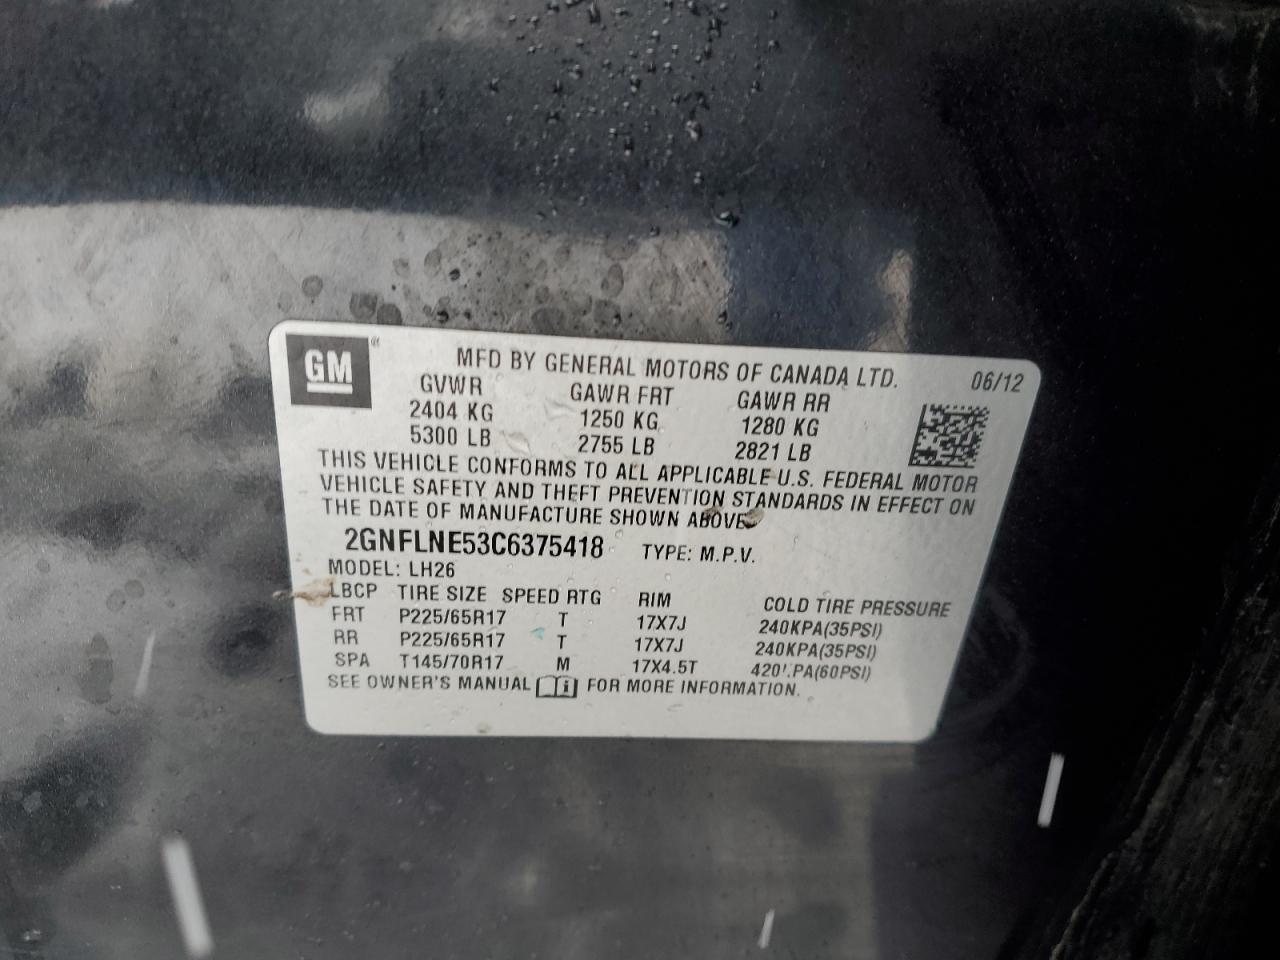 GM®
MFD BY GENERAL MOTORS OF CANADA LTD. 06/12
GVWR GAWR FRT GAWR RR
2404 KG 1250 KG 1280 KG
5300 LB 2755 LB 2821 LB
THIS VEHICLE CONFORMS TO ALL APPLICABLE U.S. FEDERAL MOTOR
VEHICLE SAFETY AND THEFT PREVENTION STANDARDS IN EFFECT ON
THE DATE OF MANUFACTURE SHOWN ABOVE.
2GNFLNE53C6375418 TYPE: M.P.V.
MODEL: LH26
LBCP TIRE SIZE SPEED RTG RIM COLD TIRE PRESSURE
FRT P225/65R17 T 17X7J 240KPA(35PSI)
RR P225/65R17 T 17X7J 240KPA(35PSI)
SPA T145/70R17 M 17X4.5T 420KPA(60PSI)
SEE OWNER'S MANUAL FOR MORE INFORMATION.